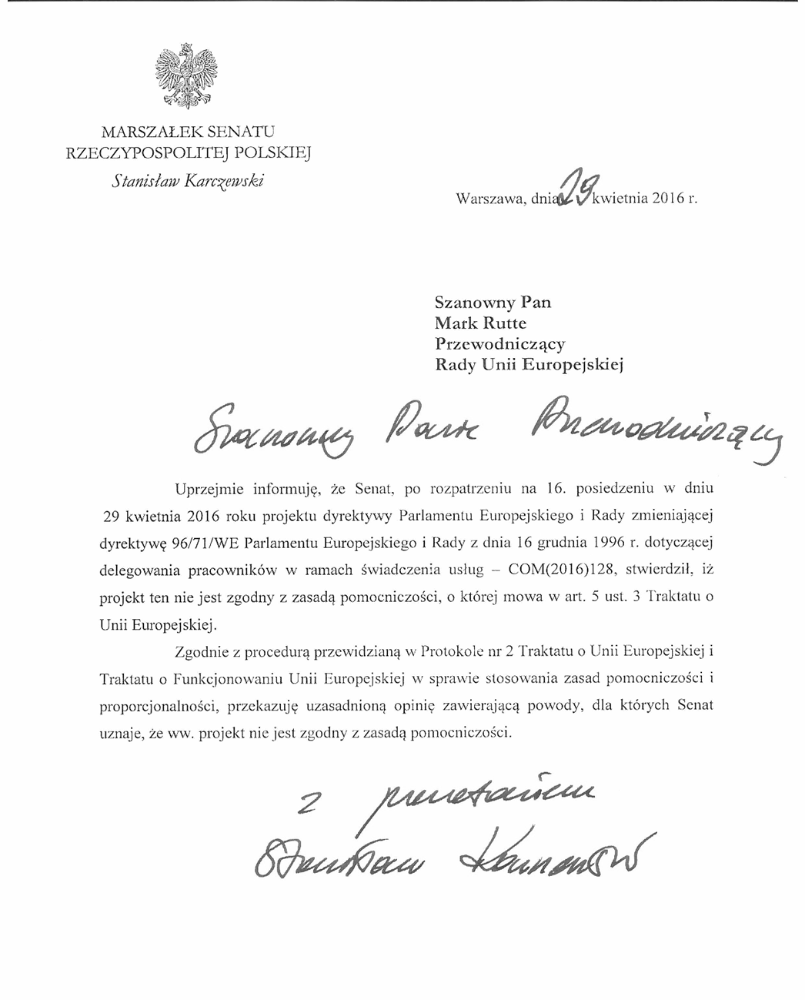 MARSZAŁEK SENATU
RZECZYPOSPOLITEJ POLSKIEJ
Stanisław Karczewski
Warszawa, dnia 29 kwietnia 2016 r.
Szanowny Pan
Mark Rutte
Przewodniczący
Rady Unii Europejskiej
Szanowny Panie Przewodniczący
Uprzejmie informuję, że Senat, po rozpatrzeniu na 16. posiedzeniu w dniu
29 kwietnia 2016 roku projektu dyrektywy Parlamentu Europejskiego i Rady zmieniającej
dyrektywę 96/71/WE Parlamentu Europejskiego i Rady z dnia 16 grudnia 1996 r. dotyczącej
delegowania pracowników w ramach świadczenia usług – COM(2016)128, stwierdził, iż
projekt ten nie jest zgodny z zasadą pomocniczości, o której mowa w art. 5 ust. 3 Traktatu o
Unii Europejskiej.
Zgodnie z procedurą przewidzianą w Protokole nr 2 Traktatu o Unii Europejskiej i
Traktatu o Funkcjonowaniu Unii Europejskiej w sprawie stosowania zasad pomocniczości i
proporcjonalności, przekazuję uzasadnioną opinię zawierającą powody, dla których Senat
uznaje, że ww. projekt nie jest zgodny z zasadą pomocniczości.
z poważaniem
Stanisław Karczewski